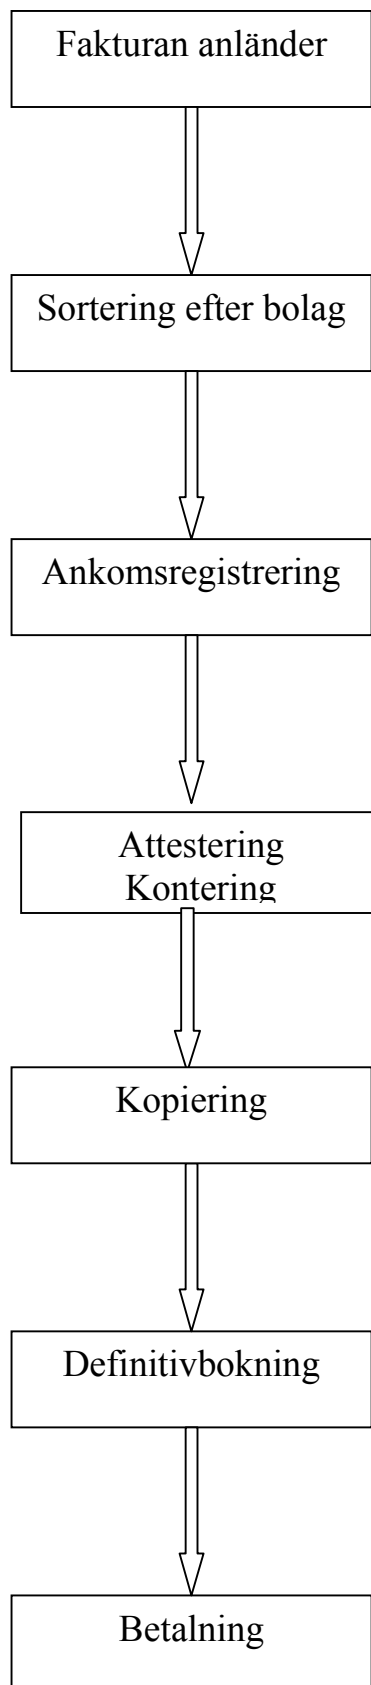 Fakturan anländer
Sortering efter bolag
Ankomsregistrering
Attestering
Kontering
Kopiering
Definitivbokning
Betalning